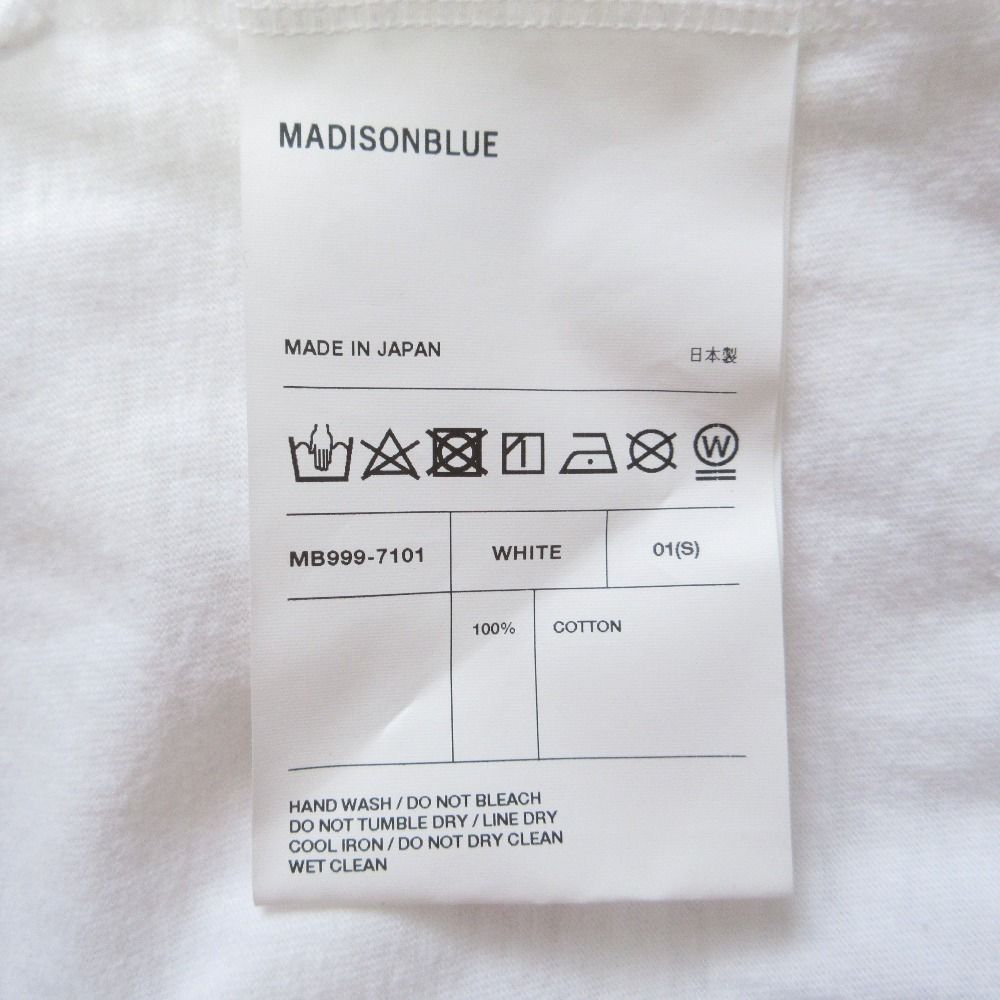 MADISONBLUE
MADE IN JAPAN 日本製
W
MB999-7101 WHITE 01(S)
100% COTTON
HAND WASH / DO NOT BLEACH
DO NOT TUMBLE DRY / LINE DRY
COOL IRON / DO NOT DRY CLEAN
WET CLEAN